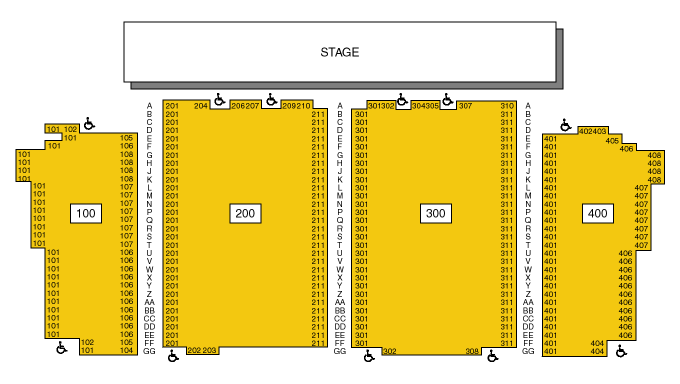 STAGE
A 201 204 206 207 209 210 A 301 302 304 305 307 310 A
B 201 211 B 301 311 B
C 201 211 C 301 311 C
101 102 D 201 211 D 301 311 D 402 403
101 105 E 201 211 E 301 311 E 401 405
101 106 F 201 211 F 301 311 F 401 406
101 108 G 201 211 G 301 311 G 401 408
101 108 H 201 211 H 301 311 H 401 408
101 108 J 201 211 J 301 311 J 401 408
101 108 K 201 211 K 301 311 K 401 408
101 107 L 201 211 L 301 311 L 401 407
101 107 M 201 211 M 301 311 M 401 407
101 107 N 201 211 N 301 311 N 401 407
101 107 P 201 211 P 301 311 P 401 407
100 200 300 400
101 107 Q 201 211 Q 301 311 Q 401 407
101 107 R 201 211 R 301 311 R 401 407
101 107 S 201 211 S 301 311 S 401 407
101 107 T 201 211 T 301 311 T 401 407
101 106 U 201 211 U 301 311 U 401 406
101 106 V 201 211 V 301 311 V 401 406
101 106 W 201 211 W 301 311 W 401 406
101 106 X 201 211 X 301 311 X 401 406
101 106 Y 201 211 Y 301 311 Y 401 406
101 106 Z 201 211 Z 301 311 Z 401 406
101 106 AA 201 211 AA 301 311 AA 401 406
101 106 BB 201 211 BB 301 311 BB 401 406
101 106 CC 201 211 CC 301 311 CC 401 406
101 106 DD 201 211 DD 301 311 DD 401 406
101 106 EE 201 211 EE 301 311 EE 401 406
102 105 FF 201 211 FF 301 311 FF 401 404
101 104 GG 202 203 GG 302 308 GG 401 404